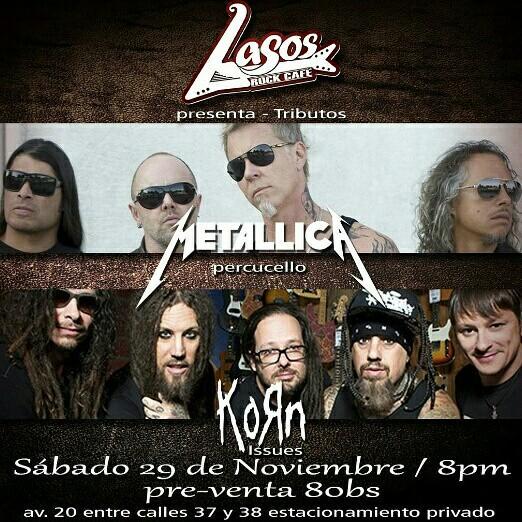 Lasos
ROCK CAFE
presenta - Tributos
METALLICA
percucello
KoЯn
Issues
Sábado 29 de Noviembre / 8pm
pre-venta 80bs
av. 20 entre calles 37 y 38 estacionamiento privado